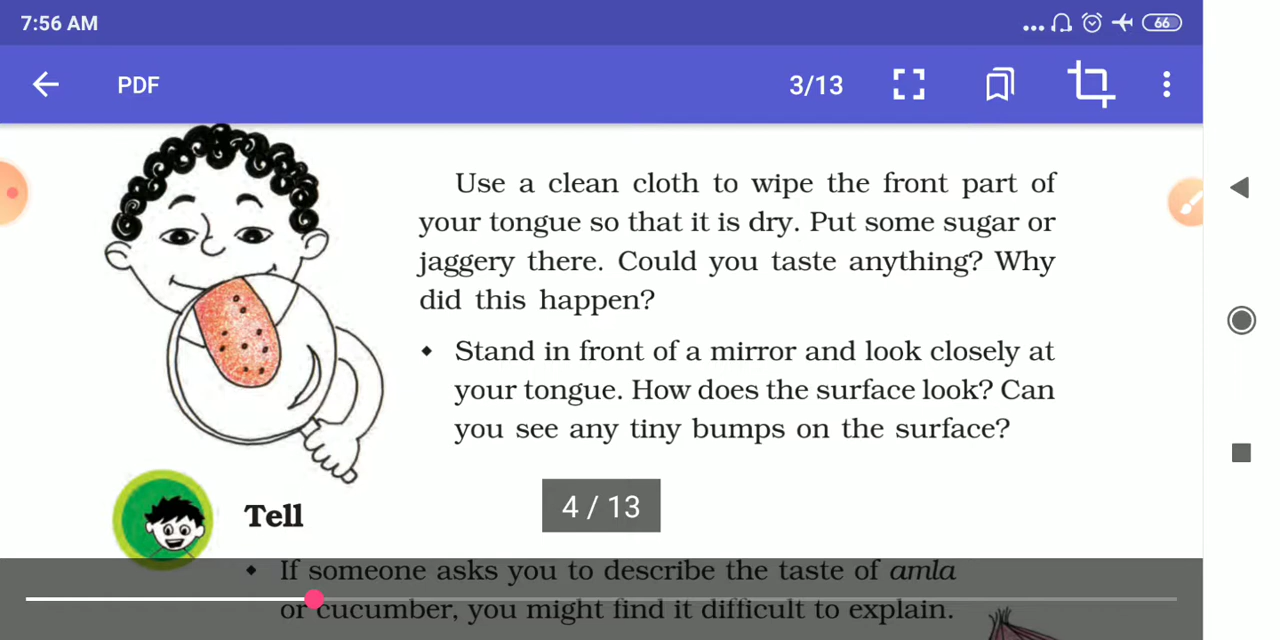 7:56 AM
66
PDF
3/13
Use a clean cloth to wipe the front part of
your tongue so that it is dry. Put some sugar or
jaggery there. Could you taste anything? Why
did this happen?
Stand in front of a mirror and look closely at
your tongue. How does the surface look? Can
you see any tiny bumps on the surface?
Tell
4 / 13
If someone asks you to describe the taste of amla
or cucumber, you might find it difficult to explain.